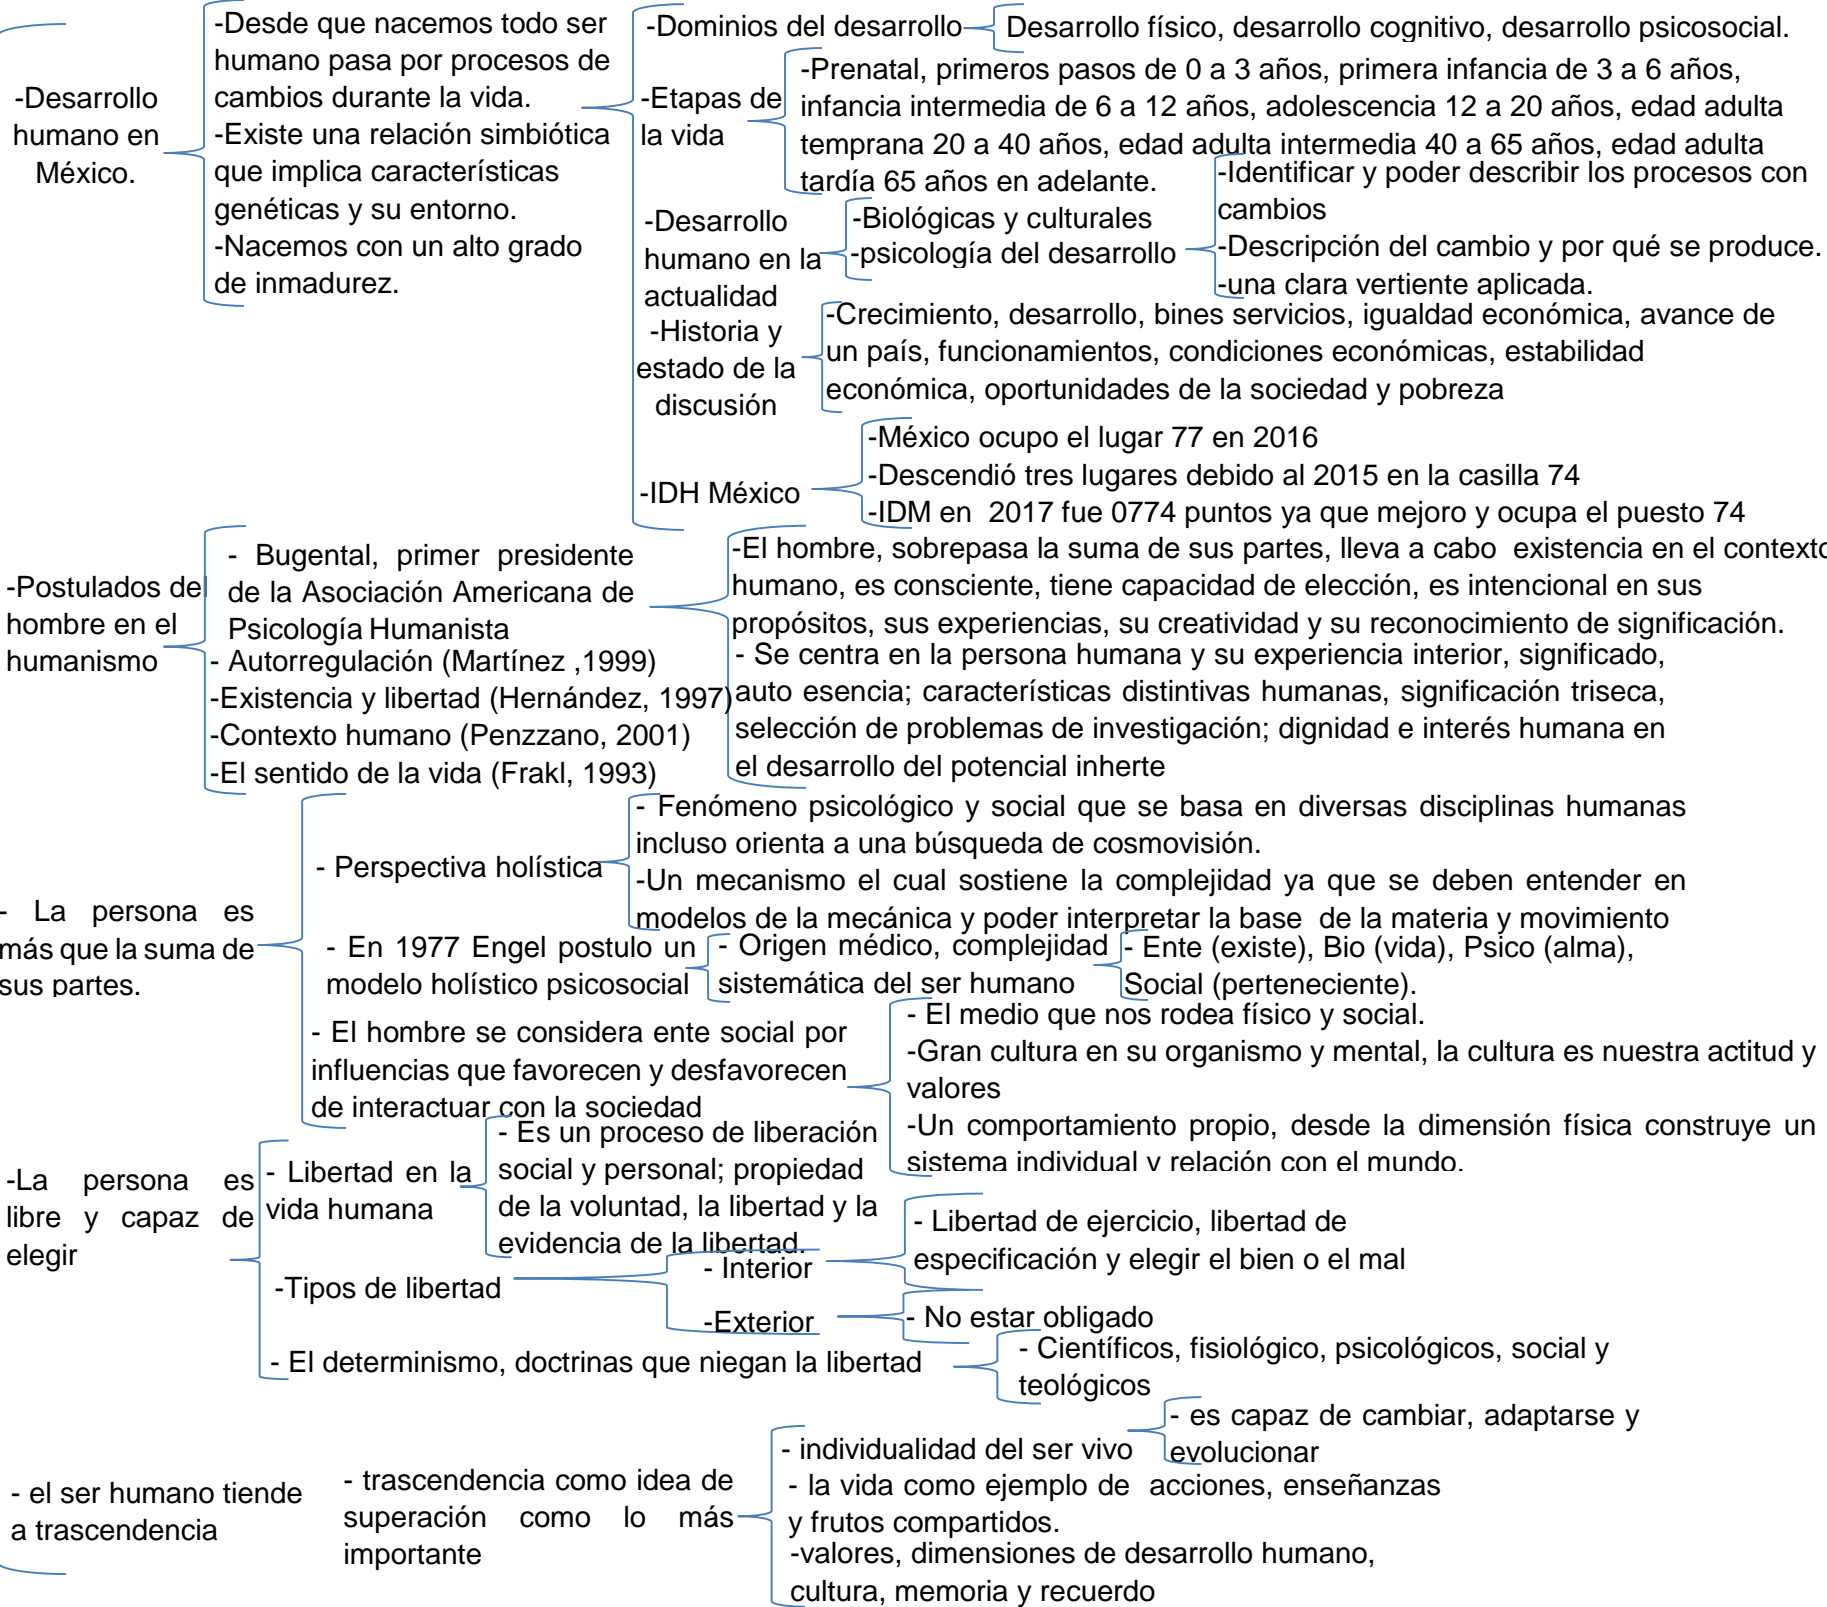 -Desarrollo
humano en
México.
-Desde que nacemos todo ser
humano pasa por procesos de
cambios durante la vida.
-Existe una relación simbiótica
que implica características
genéticas y su entorno.
-Nacemos con un alto grado
de inmadurez.
-Dominios del desarrollo
Desarrollo físico, desarrollo cognitivo, desarrollo psicosocial.
-Etapas de
la vida
-Prenatal, primeros pasos de 0 a 3 años, primera infancia de 3 a 6 años,
infancia intermedia de 6 a 12 años, adolescencia 12 a 20 años, edad adulta
temprana 20 a 40 años, edad adulta intermedia 40 a 65 años, edad adulta
tardía 65 años en adelante.
-Desarrollo
humano en la
actualidad
-Biológicas y culturales
-psicología del desarrollo
-Identificar y poder describir los procesos con
cambios
-Descripción del cambio y por qué se produce.
-una clara vertiente aplicada.
-Historia y
estado de la
discusión
-Crecimiento, desarrollo, bines servicios, igualdad económica, avance de
un país, funcionamientos, condiciones económicas, estabilidad
económica, oportunidades de la sociedad y pobreza
-IDH México
-México ocupo el lugar 77 en 2016
-Descendió tres lugares debido al 2015 en la casilla 74
-IDM en  2017 fue 0774 puntos ya que mejoro y ocupa el puesto 74
-Postulados del
hombre en el
humanismo
- Bugental, primer presidente
de la Asociación Americana de
Psicología Humanista
- Autorregulación (Martínez ,1999)
-Existencia y libertad (Hernández, 1997)
-Contexto humano (Penzzano, 2001)
-El sentido de la vida (Frakl, 1993)
-El hombre, sobrepasa la suma de sus partes, lleva a cabo  existencia en el contexto
humano, es consciente, tiene capacidad de elección, es intencional en sus
propósitos, sus experiencias, su creatividad y su reconocimiento de significación.
- Se centra en la persona humana y su experiencia interior, significado,
auto esencia; características distintivas humanas, significación triseca,
selección de problemas de investigación; dignidad e interés humana en
el desarrollo del potencial inherte
- La persona es
más que la suma de
sus partes.
- Perspectiva holística
- Fenómeno psicológico y social que se basa en diversas disciplinas humanas
incluso orienta a una búsqueda de cosmovisión.
-Un mecanismo el cual sostiene la complejidad ya que se deben entender en
modelos de la mecánica y poder interpretar la base  de la materia y movimiento
- En 1977 Engel postulo un
modelo holístico psicosocial
- Origen médico, complejidad
sistemática del ser humano
- Ente (existe), Bio (vida), Psico (alma),
Social (perteneciente).
- El hombre se considera ente social por
influencias que favorecen y desfavorecen
de interactuar con la sociedad
- El medio que nos rodea físico y social.
-Gran cultura en su organismo y mental, la cultura es nuestra actitud y
valores
-Un comportamiento propio, desde la dimensión física construye un
sistema individual y relación con el mundo.
-La persona es
libre y capaz de
elegir
- Libertad en la
vida humana
- Es un proceso de liberación
social y personal; propiedad
de la voluntad, la libertad y la
evidencia de la libertad.
-Tipos de libertad
- Interior
- Libertad de ejercicio, libertad de
especificación y elegir el bien o el mal
-Exterior
- No estar obligado
- El determinismo, doctrinas que niegan la libertad
- Científicos, fisiológico, psicológicos, social y
teológicos
- el ser humano tiende
a trascendencia
- trascendencia como idea de
superación como lo más
importante
- individualidad del ser vivo
- es capaz de cambiar, adaptarse y
evolucionar
- la vida como ejemplo de  acciones, enseñanzas
y frutos compartidos.
-valores, dimensiones de desarrollo humano,
cultura, memoria y recuerdo